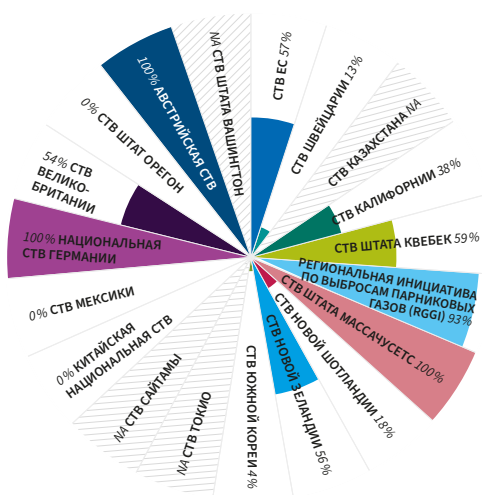 СТВ ЕС 57%
СТВ ШВЕЙЦАРИИ 13%
СТВ КАЗАХСТАНА NA
СТВ КАЛИФОРНИИ 38%
СТВ ШТАТА КВЕБЕК 59%
РЕГИОНАЛЬНАЯ ИНИЦИАТИВА
ПО ВЫБРОСАМ ПАРНИКОВЫХ
ГАЗОВ (RGGI) 93%
СТВ ШТАТА МАССАЧУСЕТС 100%
СТВ НОВОЙ ШОТЛАНДИИ 18%
СТВ НОВОЙ ЗЕЛАНДИИ 56%
СТВ ЮЖНОЙ КОРЕИ 4%
NA СТВ ТОКИО
NA СТВ САЙТАМЫ
0% КИТАЙСКАЯ
НАЦИОНАЛЬНАЯ СТВ
0% СТВ МЕКСИКИ
100% НАЦИОНАЛЬНАЯ
СТВ ГЕРМАНИИ
54% СТВ
ВЕЛИКО-
БРИТАНИИ
0% СТВ ШТАТ ОРЕГОН
100% АВСТРИЙСКАЯ СТВ
NA СТВ ШТАТА ВАШИНГТОН